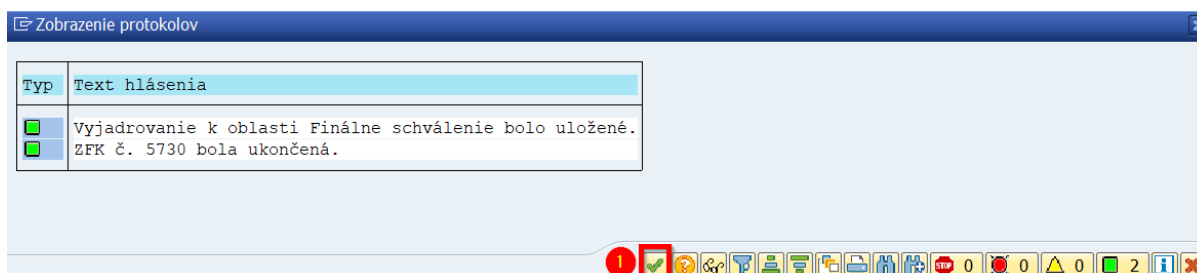 Zobrazenie protokolov
Typ Text hlásenia
Vyjadrovanie k oblasti Finálne schválenie bolo uložené.
ZFK č. 5730 bola ukončená.
1 ? STOP 0 0 0 2 i